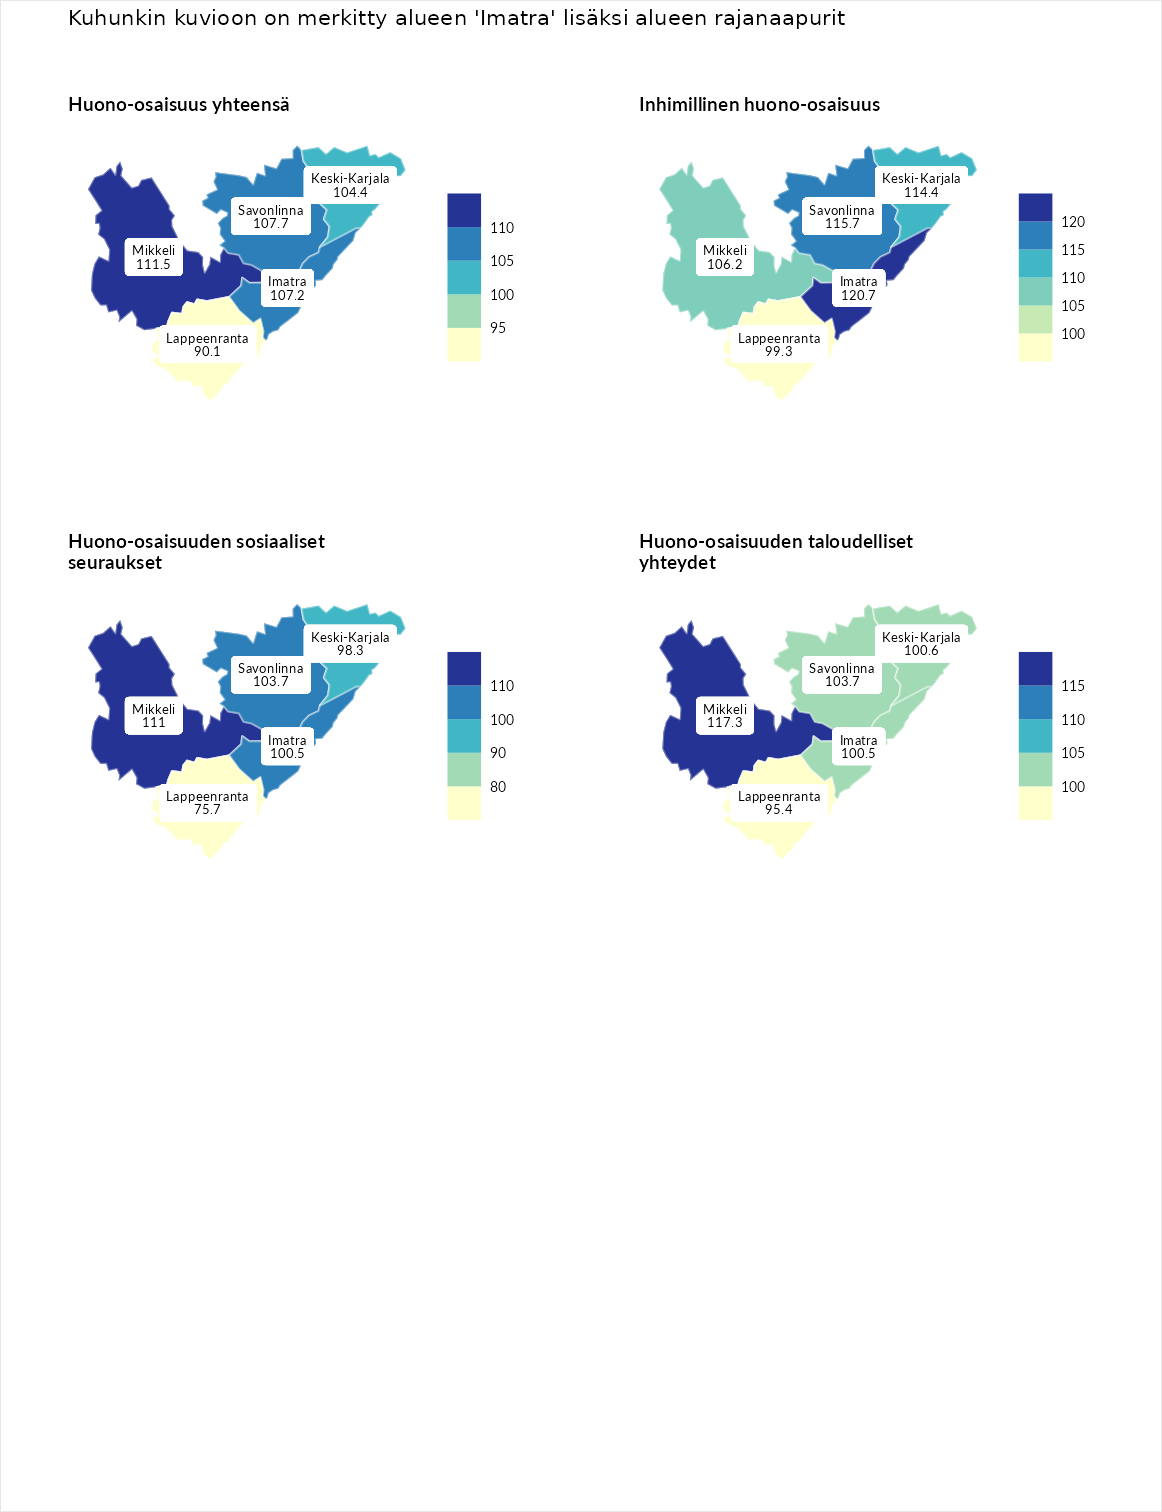 Kuhunkin kuvioon on merkitty alueen 'Imatra' lisäksi alueen rajanaapurit
Huono-osaisuus yhteensä
Keski-Karjala
104.4
Savonlinna
107.7
Mikkeli
111.5
Imatra
107.2
Lappeenranta
90.1
110
105
100
95
Inhimillinen huono-osaisuus
Keski-Karjala
114.4
Savonlinna
115.7
Mikkeli
106.2
Imatra
120.7
Lappeenranta
99.3
120
115
110
105
100
Huono-osaisuuden sosiaaliset
seuraukset
Keski-Karjala
98.3
Savonlinna
103.7
Mikkeli
111
Imatra
100.5
Lappeenranta
75.7
110
100
90
80
Huono-osaisuuden taloudelliset
yhteydet
Keski-Karjala
100.6
Savonlinna
103.7
Mikkeli
117.3
Imatra
100.5
Lappeenranta
95.4
115
110
105
100